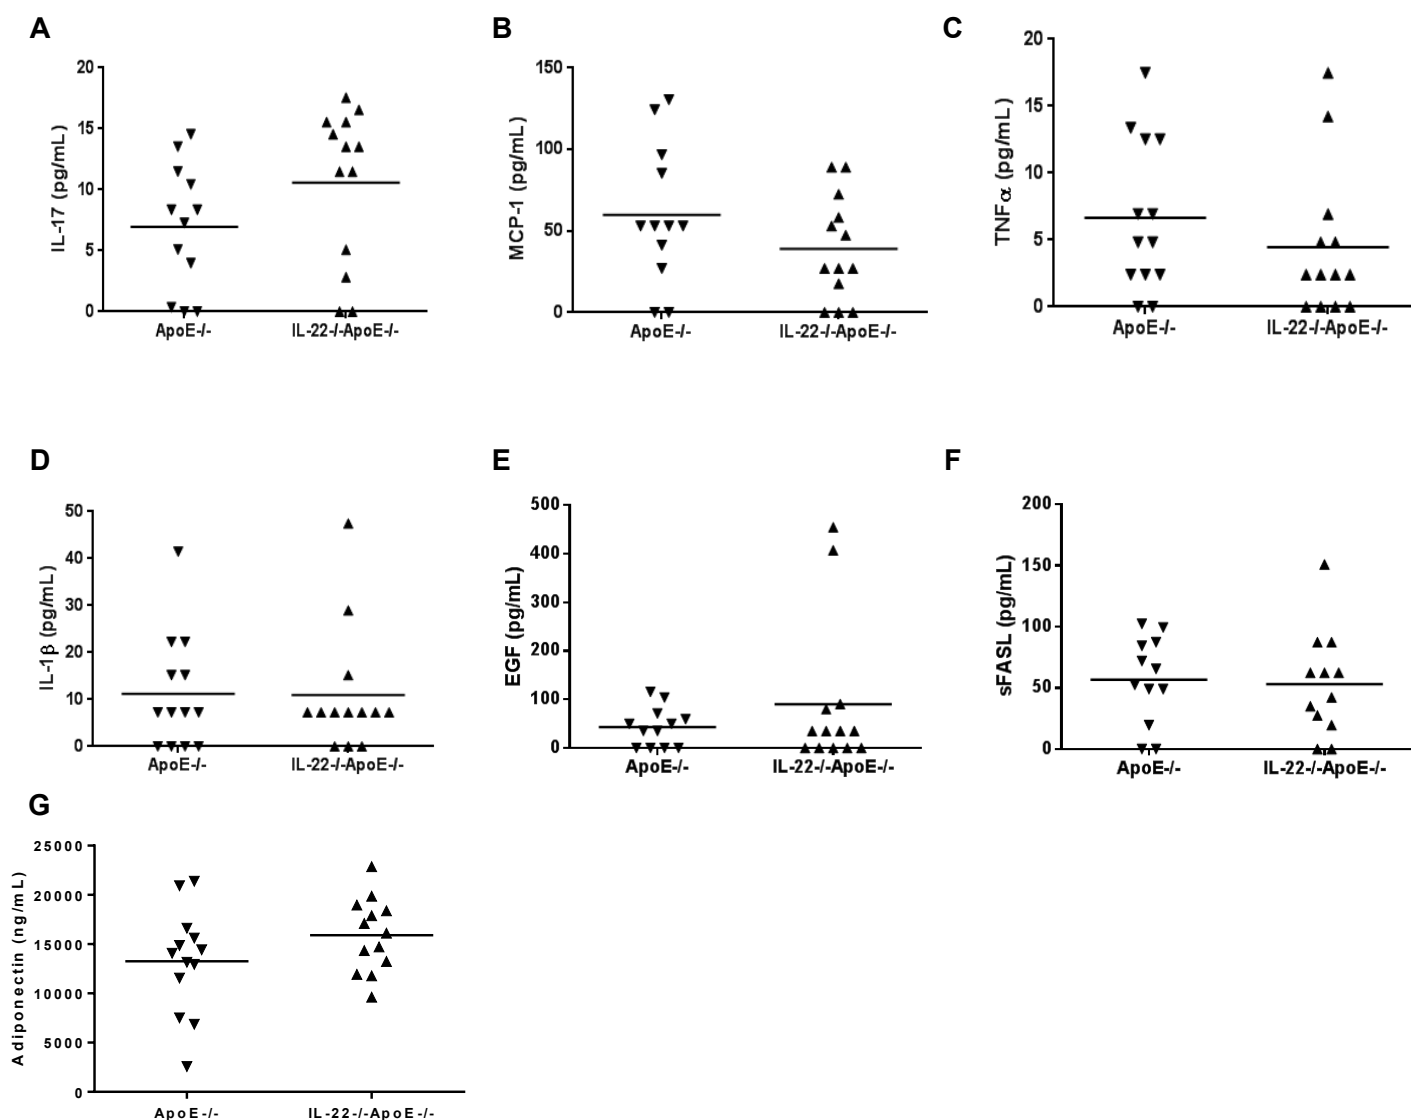 A
IL-17 (pg/mL)
20
15
10
5
0
ApoE-/- IL-22-/-ApoE-/-
B
MCP-1 (pg/mL)
150
100
50
0
ApoE-/- IL-22-/-ApoE-/-
C
TNFα (pg/mL)
20
15
10
5
0
ApoE-/- IL-22-/-ApoE-/-
D
IL-1β (pg/mL)
50
40
30
20
10
0
ApoE-/- IL-22-/-ApoE-/-
E
EGF (pg/mL)
500
400
300
200
100
0
ApoE-/- IL-22-/-ApoE-/-
F
sFASL (pg/mL)
200
150
100
50
0
ApoE-/- IL-22-/-ApoE-/-
G
Adiponectin (ng/mL)
25000
20000
15000
10000
5000
0
ApoE-/- IL-22-/-ApoE-/-